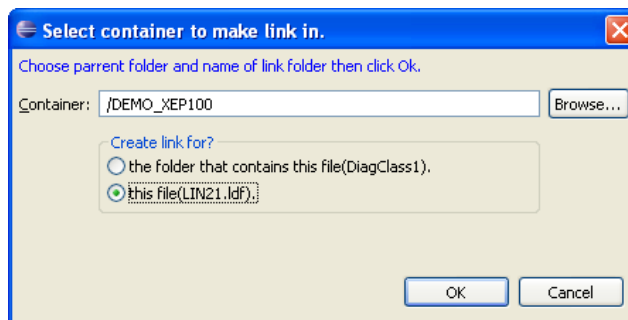 Select container to make link in.
Choose parrent folder and name of link folder then click Ok.
Container: /DEMO_XEP100 Browse...
Create link for?
the folder that contains this file(DiagClass1).
this file(LIN21.ldf).
OK Cancel